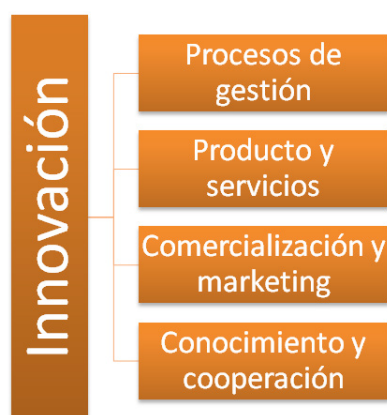 Innovación
Procesos de
gestión
Producto y
servicios
Comercialización y
marketing
Conocimiento y
cooperación